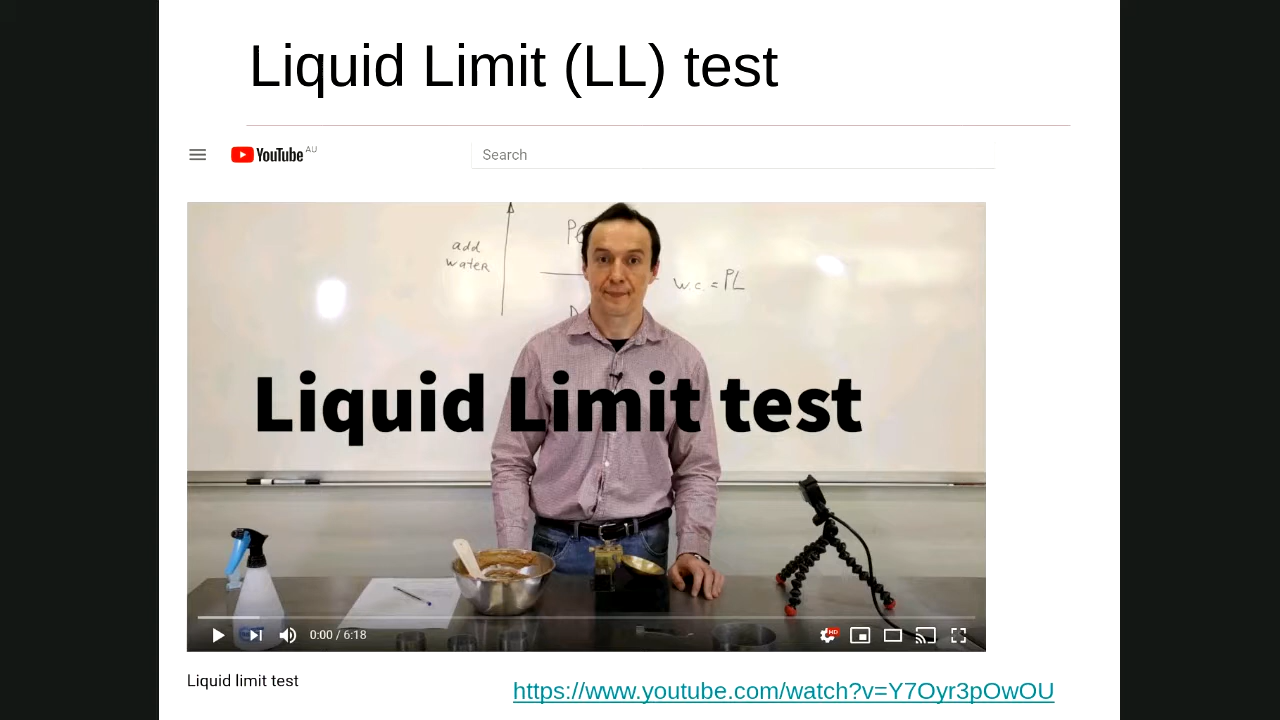 Liquid Limit (LL) test
YouTube AU
Search
add
water
w.c. = PL
Liquid Limit test
0:00 / 6:18
HD
Liquid limit test
https://www.youtube.com/watch?v=Y7Oyr3pOwOU